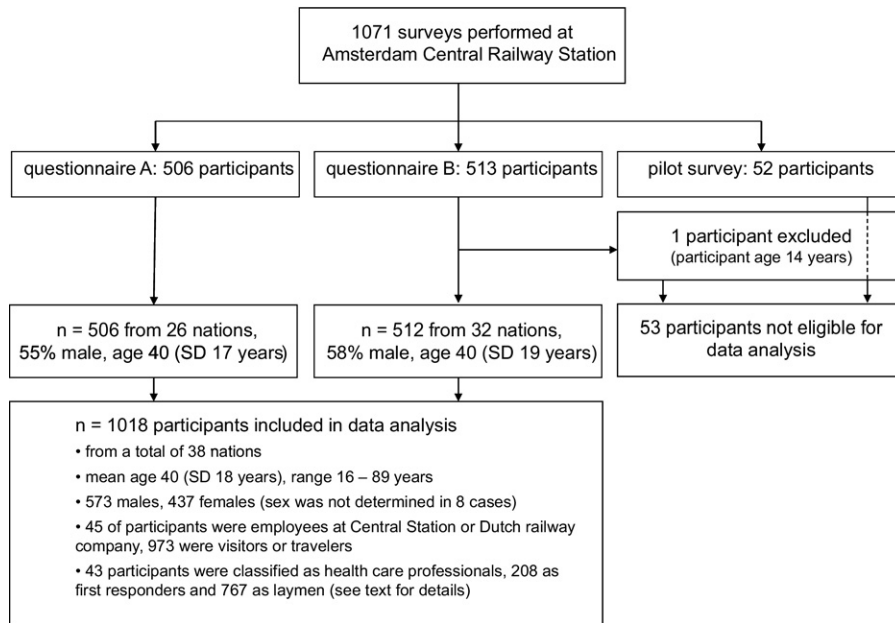 1071 surveys performed at
Amsterdam Central Railway Station
questionnaire A: 506 participants
questionnaire B: 513 participants
pilot survey: 52 participants
1 participant excluded
(participant age 14 years)
n = 506 from 26 nations,
55% male, age 40 (SD 17 years)
n = 512 from 32 nations,
58% male, age 40 (SD 19 years)
53 participants not eligible for
data analysis
n = 1018 participants included in data analysis
• from a total of 38 nations
• mean age 40 (SD 18 years), range 16 – 89 years
• 573 males, 437 females (sex was not determined in 8 cases)
• 45 of participants were employees at Central Station or Dutch railway
company, 973 were visitors or travelers
• 43 participants were classified as health care professionals, 208 as
first responders and 767 as laymen (see text for details)